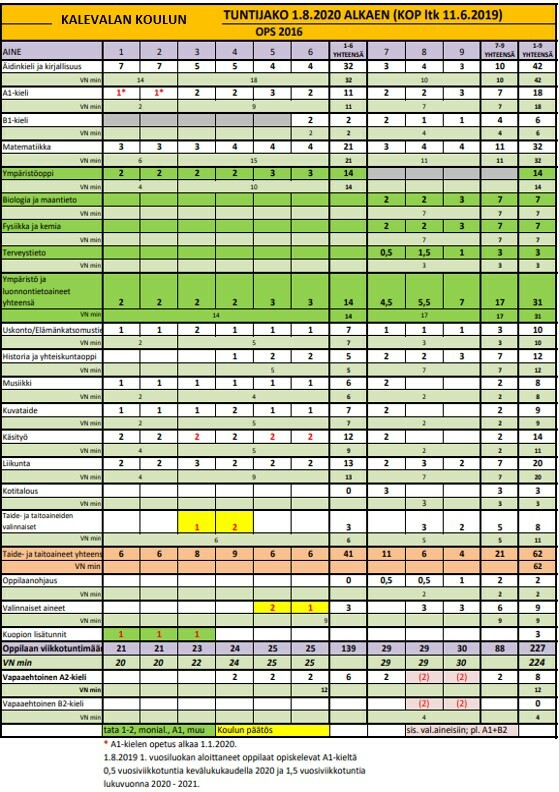 KALEVALAN KOULUN TUNTIJAKO 1.8.2020 ALKAEN (KOP ltk 11.6.2019)
OPS 2016
AINE 1 2 3 4 5 6 1-6 YHTEENSÄ 7 8 9 7-9 YHTEENSÄ 1-9 YHTEENSÄ
Äidinkieli ja kirjallisuus 7 7 5 5 4 4 32 3 4 3 10 42
VN min 14 18 32 10 10 42
A1-kieli 1* 1* 2 2 3 2 11 2 2 3 7 18
VN min 2 9 11 7 7 18
B1-kieli 2 2 2 1 1 4 6
VN min 2 2 4 4 6
Matematiikka 3 3 3 4 4 4 21 3 4 4 11 32
VN min 6 15 21 11 11 32
Ympäristöoppi 2 2 2 2 3 3 14 14
VN min 4 10 14 14
Biologia ja maantieto 2 2 3 7 7
VN min 7 7 7
Fysiikka ja kemia 2 2 3 7 7
VN min 7 7 7
Terveystieto 0,5 1,5 1 3 3
VN min 3 3 3
Ympäristö ja
luonnontietoaineet
yhteensä 2 2 2 2 3 3 14 4,5 5,5 7 17 31
VN min 14 14 17 17 31
Uskonto/Elämänkatsomustie 1 1 2 1 1 1 7 1 1 1 3 10
VN min 2 5 7 3 3 10
Historia ja yhteiskuntaoppi 1 2 2 5 2 2 3 7 12
VN min 5 5 7 7 12
Musiikki 1 1 1 1 1 1 6 2 2 8
VN min 2 4 6 2 2 8
Kuvataide 1 1 1 2 1 1 7 2 2 9
VN min 2 5 7 2 2 9
Käsityö 2 2 2 2 2 2 12 2 2 14
VN min 4 5 9 2 2 11
Liikunta 2 2 3 2 2 2 13 2 3 2 7 20
VN min 4 9 13 7 7 20
Kotitalous 0 3 3 3
VN min 3 3 3
Taide- ja taitoaineiden
valinnaiset 1 2 3 3 2 5 8
VN min 6 6 5 5 11
Taide- ja taitoaineet yhteens 6 6 8 9 6 6 41 11 6 4 21 62
VN min 62
Oppilaanohjaus 0 0,5 0,5 1 2 2
VN min 2 2 2
Valinnaiset aineet 2 1 3 3 3 6 9
VN min 9 9 9
Kuopion lisätunnit 1 1 1 3
Oppilaan viikkotuntimäär 21 21 23 24 25 25 139 29 29 30 88 227
VN min 20 20 22 24 25 25 29 29 30 224
Vapaaehtoinen A2-kieli 2 2 2 6 2 (2) (2) 2 8
VN min 12 12
Vapaaehtoinen B2-kieli (2) (2) 0
VN min 4 4
tata 1-2, monial., A1, muu Koulun päätös sis. val.aineisiin; pl. A1+B2
* A1-kielen opetus alkaa 1.1.2020.
1.8.2019 1. vuosiluokan aloittaneet oppilaat opiskelevat A1-kieltä
0,5 vuosiviikkotuntia kevälukukaudella 2020 ja 1,5 vuosiviikkotuntia
lukuvuonna 2020 - 2021.